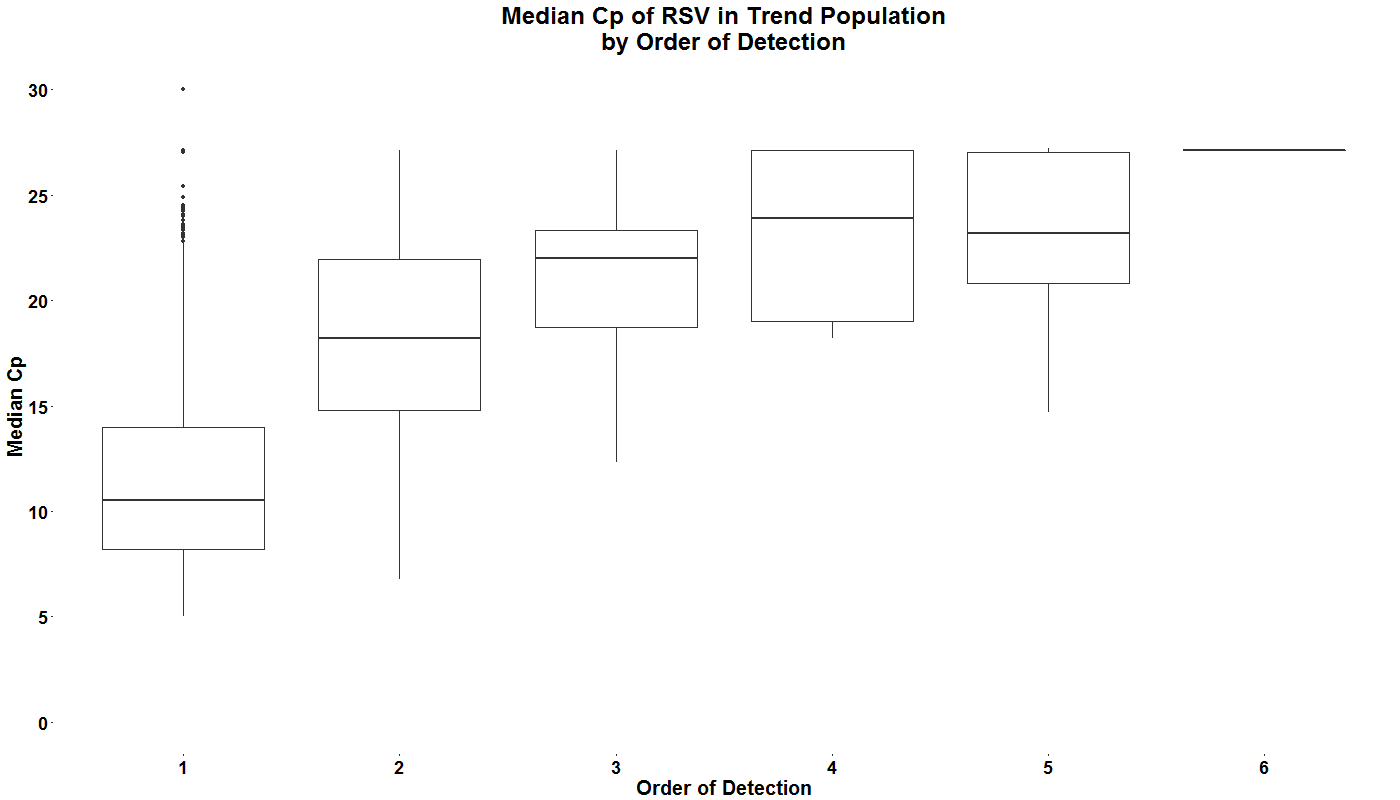 Median Cp of RSV in Trend Population
by Order of Detection
30
25
20
15
10
5
0
Median Cp
1 2 3 4 5 6
Order of Detection